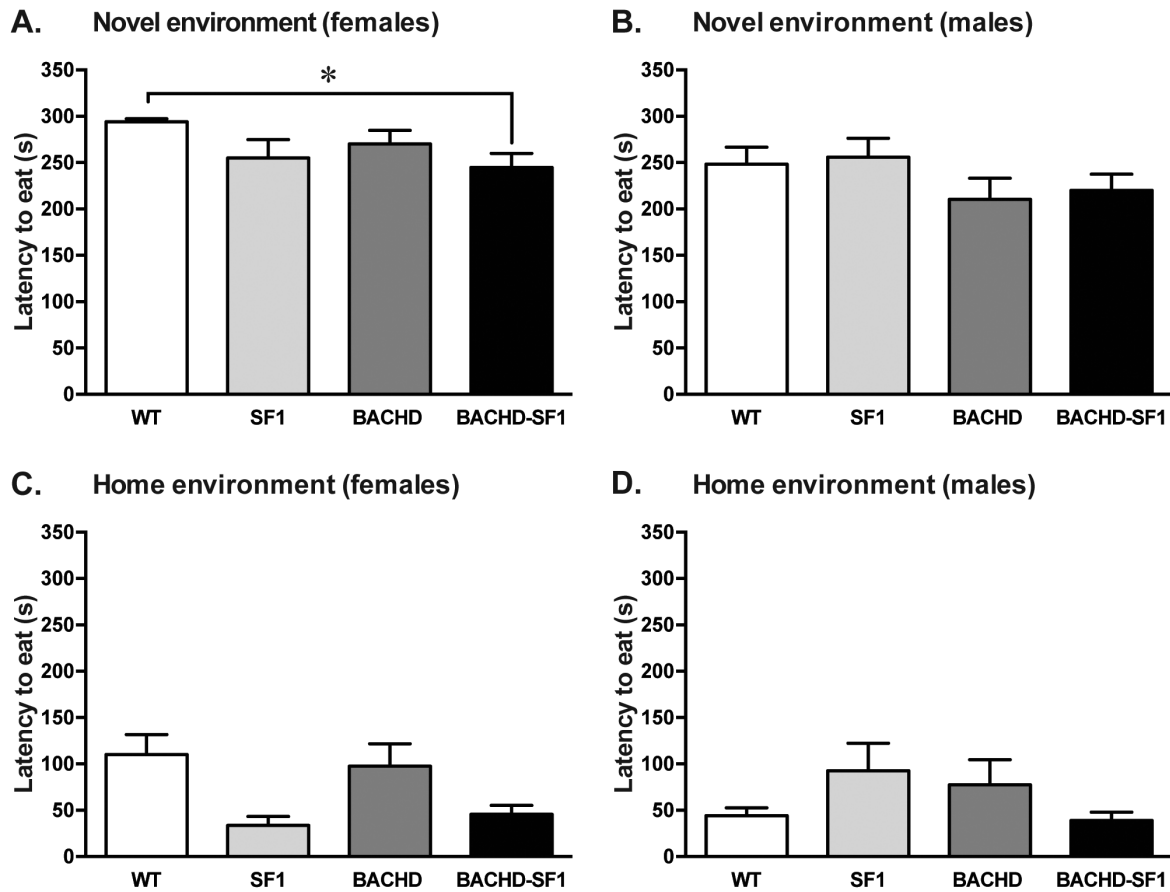 A. Novel environment (females)
Latency to eat (s)
350
300
250
200
150
100
50
0
*
WT SF1 BACHD BACHD-SF1
B. Novel environment (males)
Latency to eat (s)
350
300
250
200
150
100
50
0
WT SF1 BACHD BACHD-SF1
C. Home environment (females)
Latency to eat (s)
350
300
250
200
150
100
50
0
WT SF1 BACHD BACHD-SF1
D. Home environment (males)
Latency to eat (s)
350
300
250
200
150
100
50
0
WT SF1 BACHD BACHD-SF1